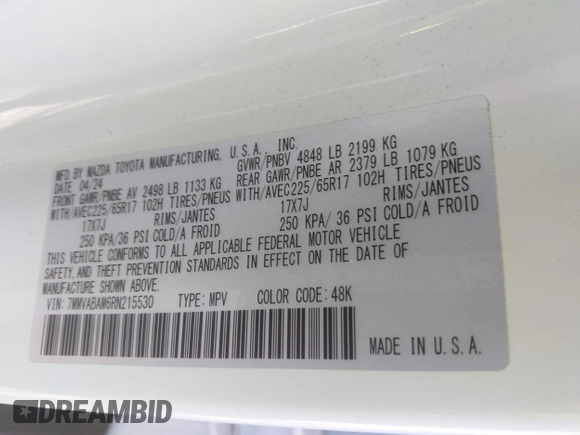 MFD. BY MAZDA TOYOTA MANUFACTURING, U.S.A., INC.
DATE 04/24 GVWR/PNBV 4848 LB 2199 KG
FRONT GAWR/PNBE AV 2498 LB 1133 KG REAR GAWR/PNBE AR 2379 LB 1079 KG
WITH/AVEC225/65R17 102H TIRES/PNEUS WITH/AVEC225/65R17 102H TIRES/PNEUS
17X7J RIMS/JANTES 17X7J RIMS/JANTES
250 KPA/36 PSI COLD/A FROID 250 KPA/ 36 PSI COLD/A FROID
THIS VEHICLE CONFORMS TO ALL APPLICABLE FEDERAL MOTOR VEHICLE
SAFETY, AND THEFT PREVENTION STANDARDS IN EFFECT ON THE DATE OF
MANUFACTURE SHOWN ABOVE.
VIN: 7MMVABAM6RN215530 TYPE: MPV COLOR CODE: 48K
MADE IN U.S.A.
DREAMBID